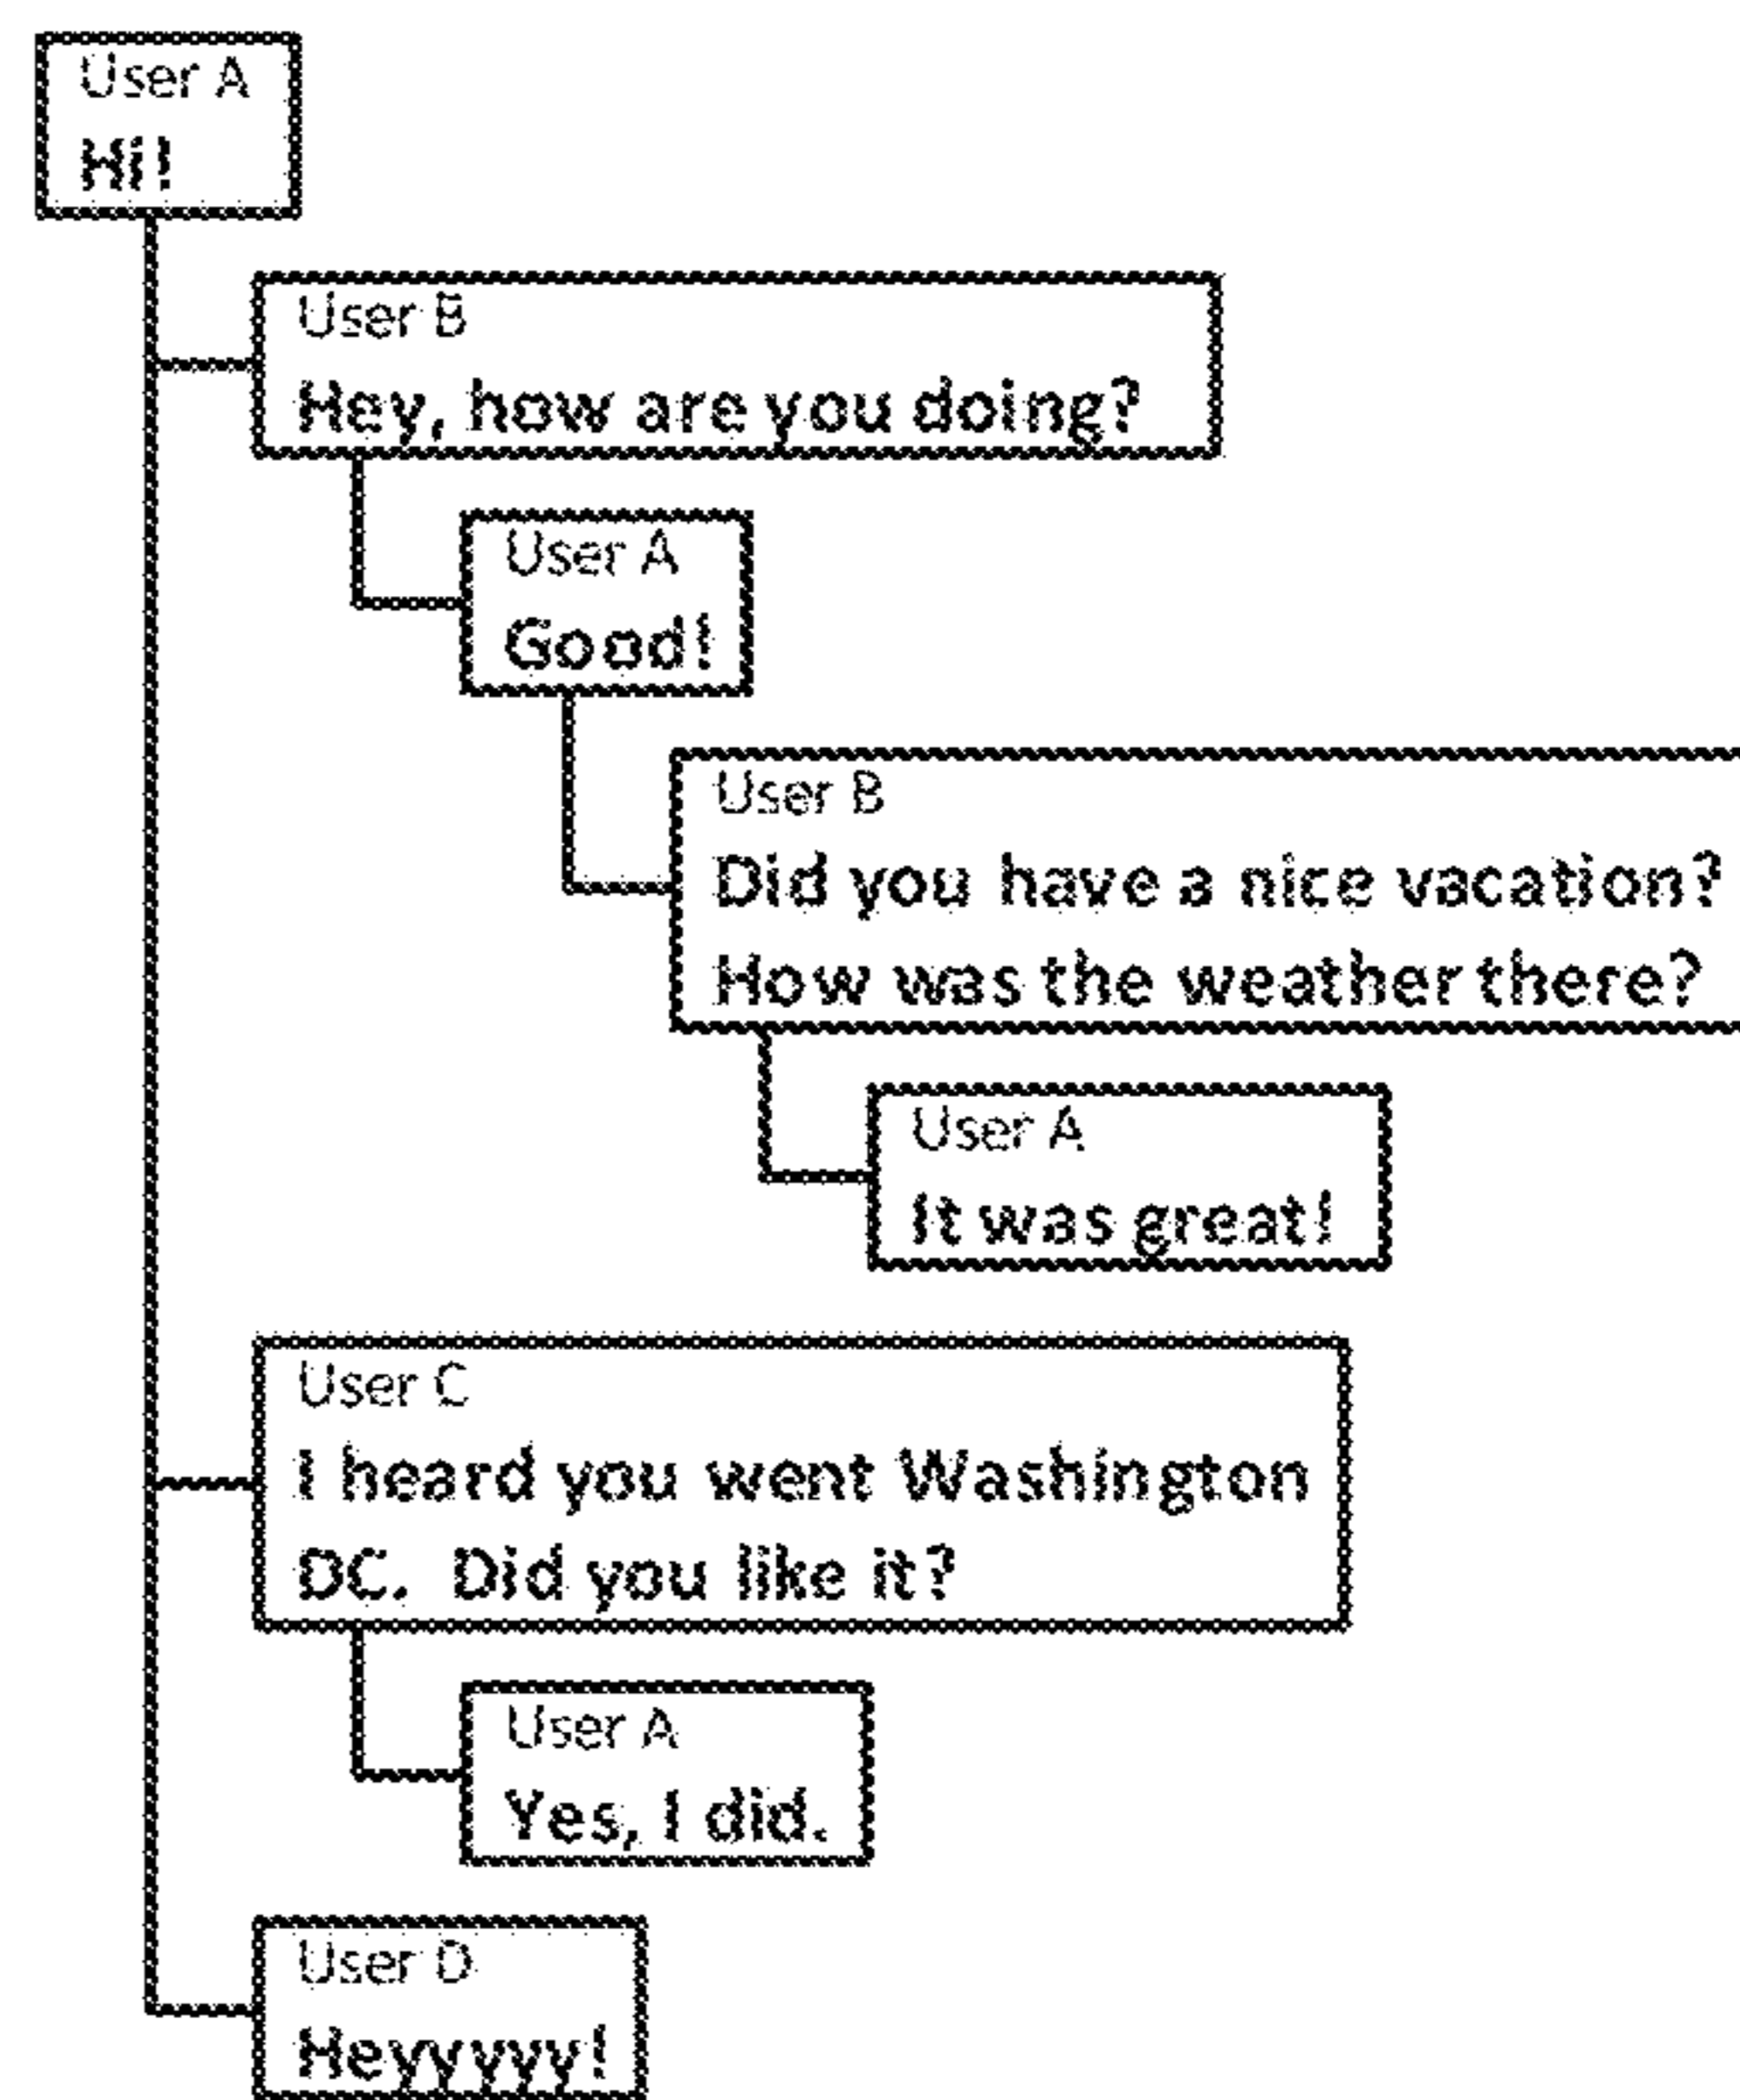 User A
Hi!
User B
Hey, how are you doing?
User A
Good!
User B
Did you have a nice vacation?
How was the weather there?
User A
It was great!
User C
I heard you went Washington
DC. Did you like it?
User A
Yes, I did.
User D
Heyyyyy!